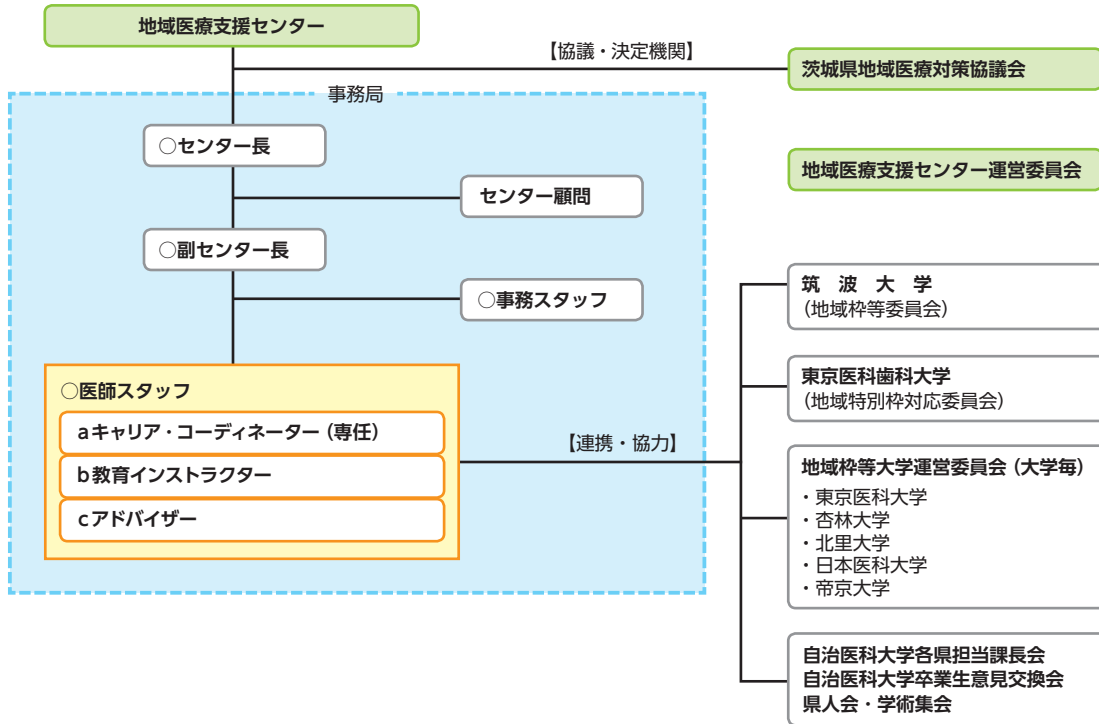 地域医療支援センター
【協議・決定機関】
茨城県地域医療対策協議会
事務局
○センター長
地域医療支援センター運営委員会
センター顧問
○副センター長
○事務スタッフ
筑　波　大　学
（地域枠等委員会）
○医師スタッフ
aキャリア・コーディネーター（専任）
b教育インストラクター
cアドバイザー
【連携・協力】
東京医科歯科大学
（地域特別枠対応委員会）
地域枠等大学運営委員会（大学毎）
・東京医科大学
・杏林大学
・北里大学
・日本医科大学
・帝京大学
自治医科大学各県担当課長会
自治医科大学卒業生意見交換会
県人会・学術集会